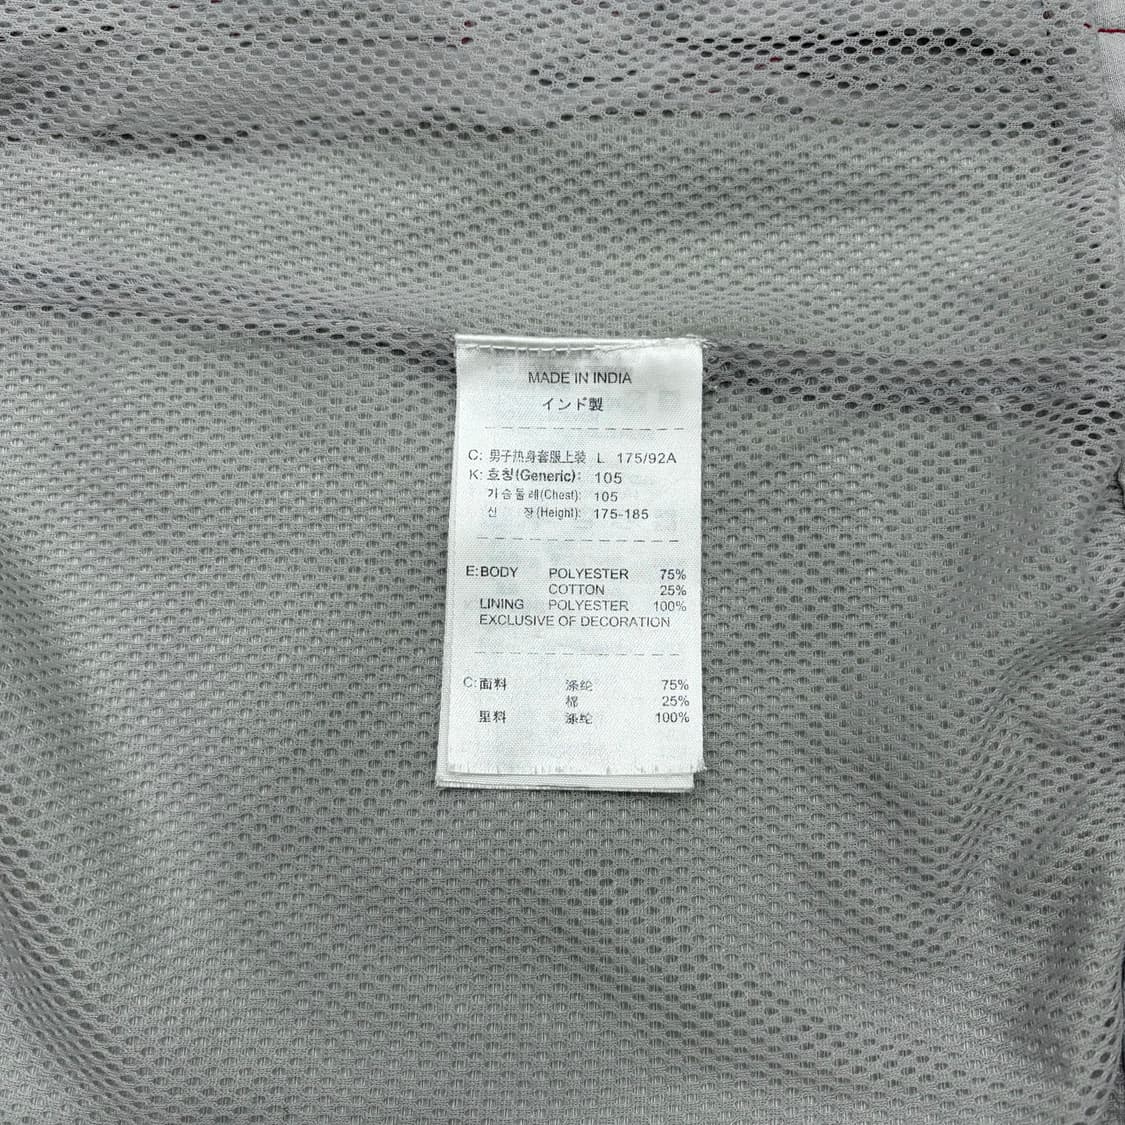 MADE IN INDIA
インド製
C: 男子热身套服上装 L 175/92A
K: 호칭(Generic): 105
가슴둘레(Chest): 105
신 장(Height): 175-185
E:BODY POLYESTER 75%
COTTON 25%
LINING POLYESTER 100%
EXCLUSIVE OF DECORATION
C:面料 涤纶 75%
棉 25%
里料 涤纶 100%